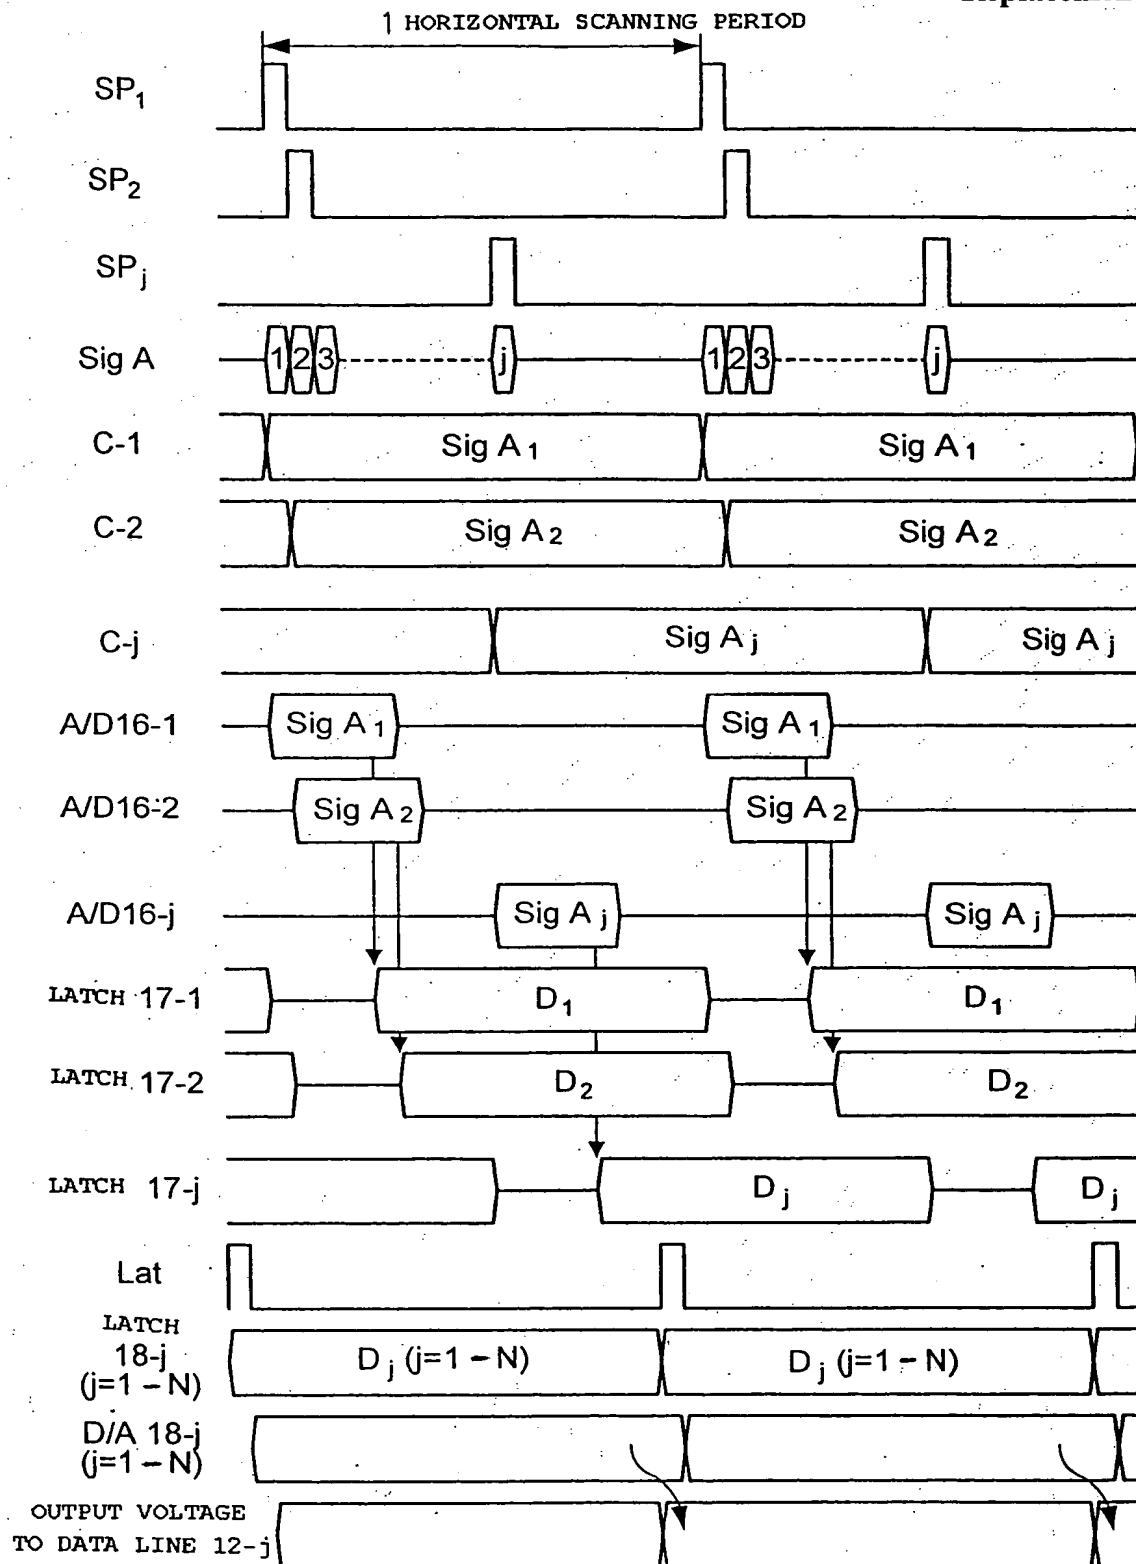 1 HORIZONTAL SCANNING PERIOD
SP1
SP2
SPj
Sig A
1 2 3 j 1 2 3 j
C-1
Sig A1 Sig A1
C-2
Sig A2 Sig A2
C-j
Sig Aj Sig Aj
A/D16-1
Sig A1 Sig A1
A/D16-2
Sig A2 Sig A2
A/D16-j
Sig Aj Sig Aj
LATCH 17-1
D1 D1
LATCH 17-2
D2 D2
LATCH 17-j
Dj Dj
Lat
LATCH
18-j
(j=1 – N)
Dj (j=1 – N) Dj (j=1 – N)
D/A 18-j
(j=1 – N)
OUTPUT VOLTAGE
TO DATA LINE 12-j